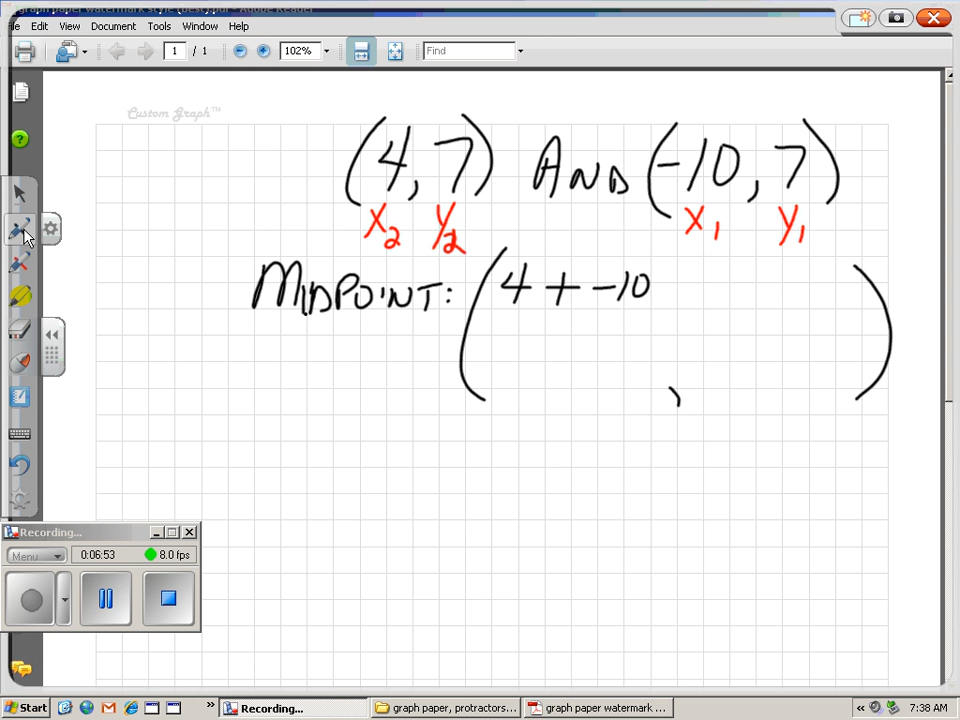 File Edit View Document Tools Window Help
1 / 1 102% Find
Custom Graph™
(4, 7) AND (-10, 7)
x₂ y₂ x₁ y₁
MIDPOINT: (4 + -10 , )
Recording...
Menu 0:06:53 8.0 fps
Start Recording... graph paper, protractors... graph paper watermark ... 7:38 AM